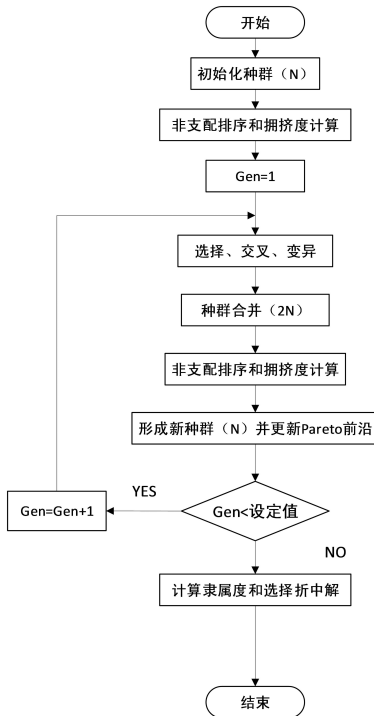 开始
初始化种群（N）
非支配排序和拥挤度计算
Gen=1
选择、交叉、变异
种群合并（2N）
非支配排序和拥挤度计算
形成新种群（N）并更新Pareto前沿
YES
Gen=Gen+1
Gen<设定值
NO
计算隶属度和选择折中解
结束